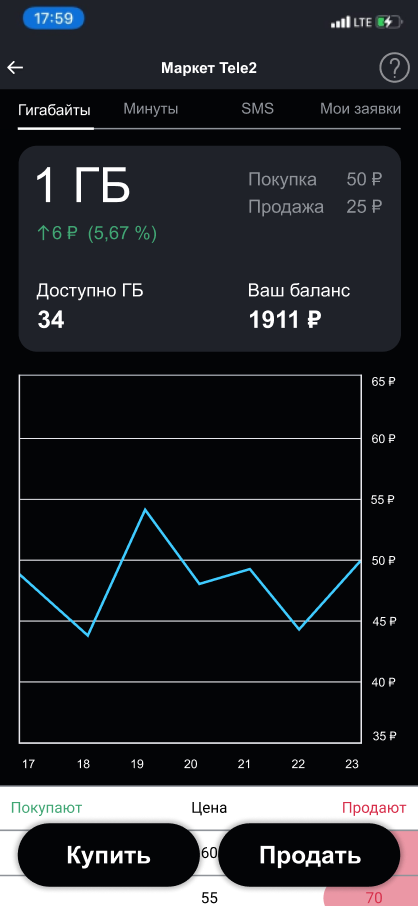 17:59
LTE
Маркет Tele2
?
Гигабайты Минуты SMS Мои заявки
1 ГБ
Покупка 50 ₽
Продажа 25 ₽
↑6 ₽ (5,67 %)
Доступно ГБ Ваш баланс
34 1911 ₽
65 ₽
60 ₽
55 ₽
50 ₽
45 ₽
40 ₽
35 ₽
17 18 19 20 21 22 23
Покупают Цена Продают
Купить 60 Продать
55 70